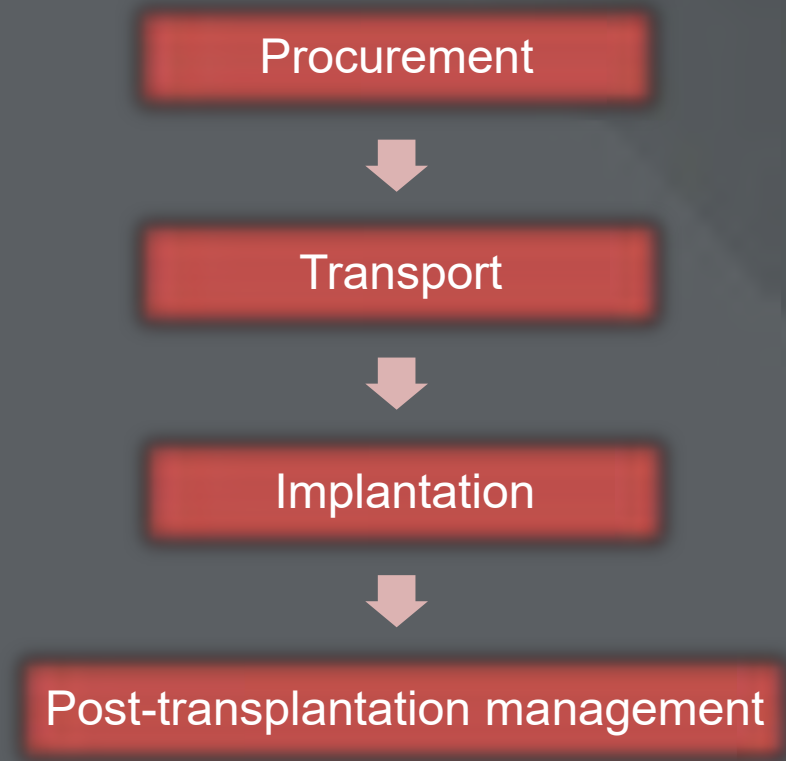 Procurement
Transport
Implantation
Post-transplantation management